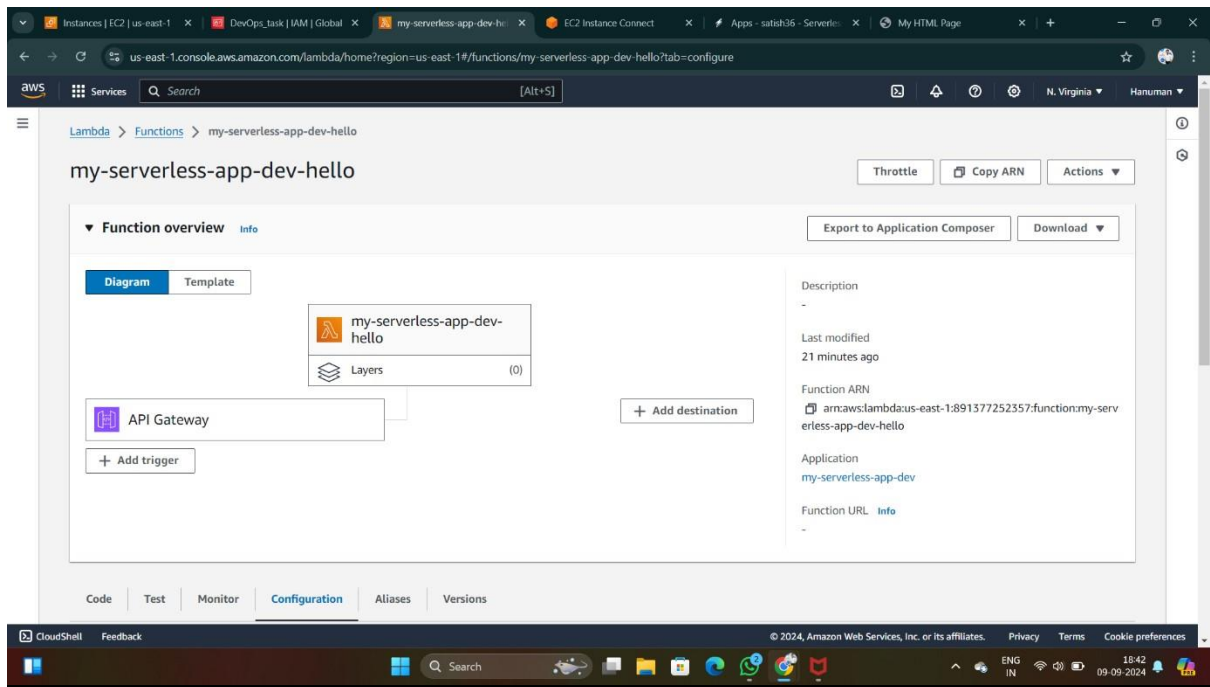 Instances | EC2 | us-east-1
DevOps_task | IAM | Global
my-serverless-app-dev-hel
EC2 Instance Connect
Apps - satish36 - Serverles
My HTML Page
us-east-1.console.aws.amazon.com/lambda/home?region=us-east-1#/functions/my-serverless-app-dev-hello?tab=configure
aws
Services
Search
[Alt+S]
N. Virginia
Hanuman
Lambda > Functions > my-serverless-app-dev-hello
my-serverless-app-dev-hello
Throttle
Copy ARN
Actions
Function overview Info
Export to Application Composer
Download
Diagram
Template
my-serverless-app-dev-
hello
Layers (0)
API Gateway
+ Add trigger
+ Add destination
Description
-
Last modified
21 minutes ago
Function ARN
arn:aws:lambda:us-east-1:891377252357:function:my-serv
erless-app-dev-hello
Application
my-serverless-app-dev
Function URL Info
-
Code
Test
Monitor
Configuration
Aliases
Versions
CloudShell Feedback
© 2024, Amazon Web Services, Inc. or its affiliates. Privacy Terms Cookie preferences
Search
ENG
IN
18:42
09-09-2024